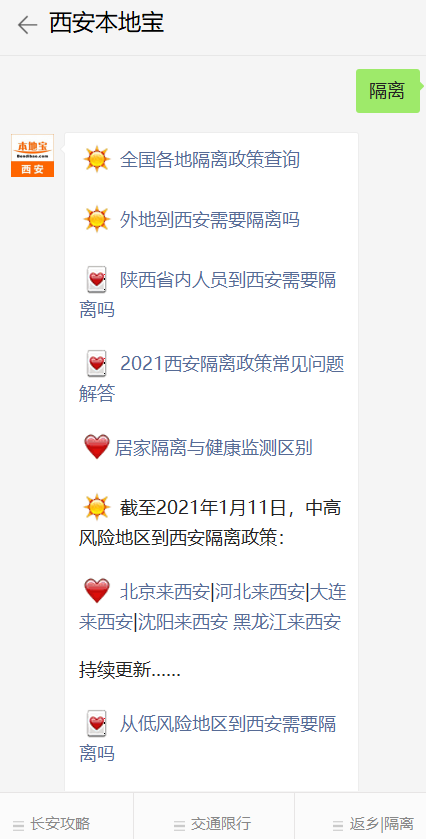 西安本地宝
隔离
本地宝
Bendibao.com
西安
全国各地隔离政策查询
外地到西安需要隔离吗
陕西省内人员到西安需要隔
离吗
2021西安隔离政策常见问题
解答
居家隔离与健康监测区别
截至2021年1月11日，中高
风险地区到西安隔离政策：
北京来西安|河北来西安|大连
来西安|沈阳来西安 黑龙江来西安
持续更新......
从低风险地区到西安需要隔
离吗
长安攻略
交通限行
返乡|隔离